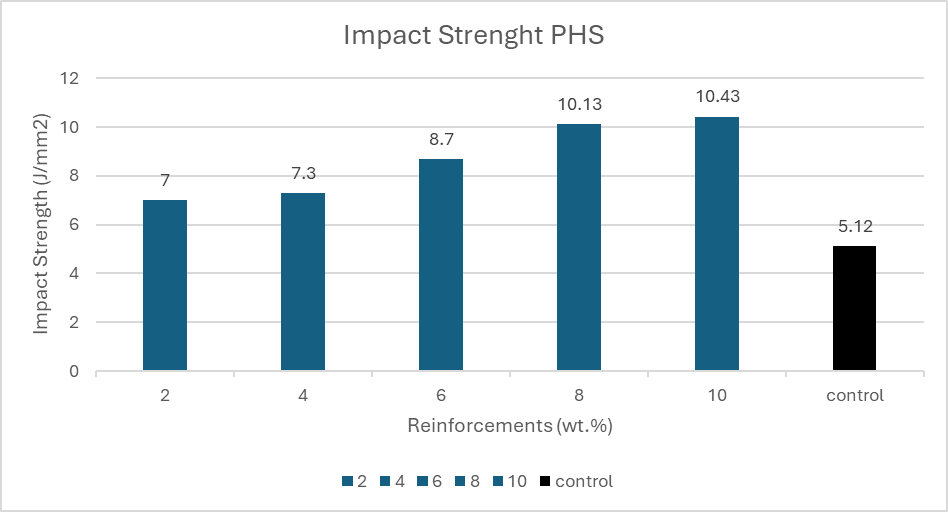 Impact Strenght PHS
Impact Strength (J/mm2)
12
10
8
6
4
2
0
7
7.3
8.7
10.13
10.43
5.12
2 4 6 8 10 control
Reinforcements (wt.%)
2 4 6 8 10 control